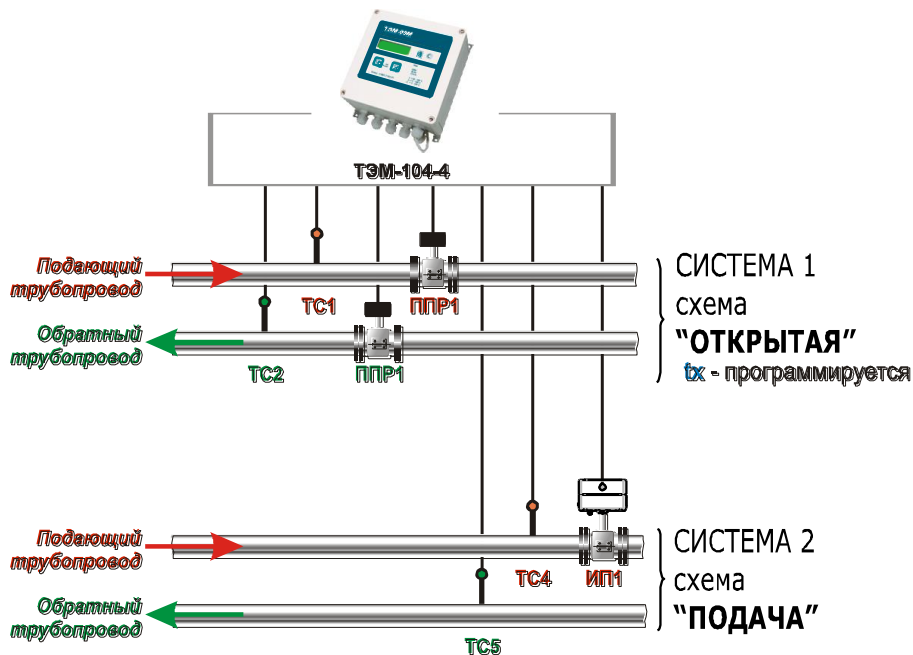 ТЭМ-104-4
Подающий
трубопровод
ТС1
ППР1
СИСТЕМА 1
схема
“ОТКРЫТАЯ”
tx - программируется
Обратный
трубопровод
ТС2
ППР1
Подающий
трубопровод
ТС4
ИП1
СИСТЕМА 2
схема
“ПОДАЧА”
Обратный
трубопровод
ТС5